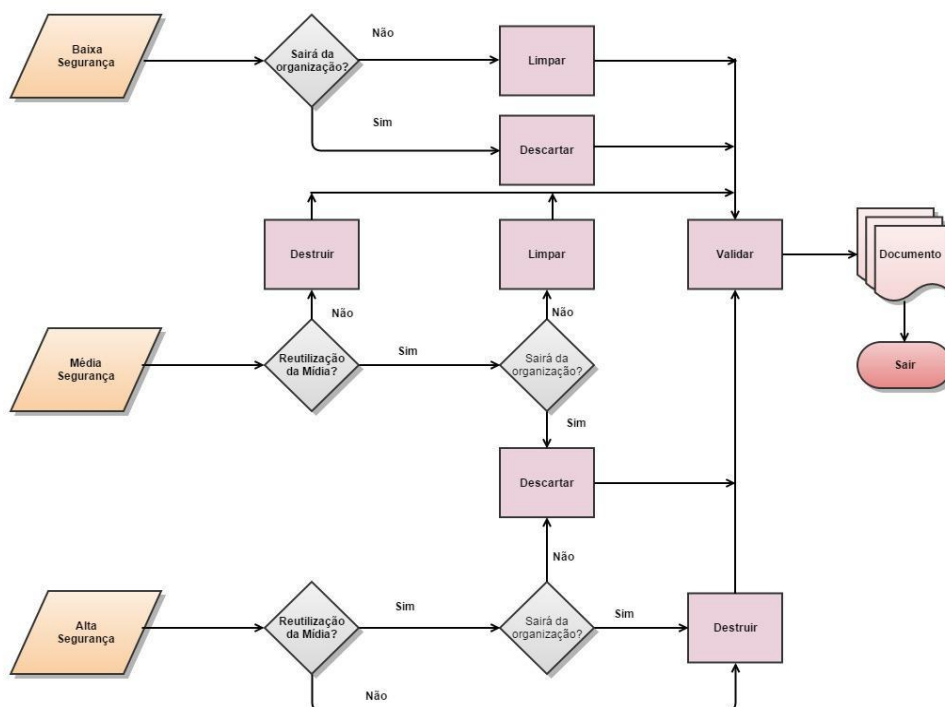 Baixa
Segurança
Sairá da
organização?
Não
Limpar
Sim
Descartar
Destruir
Limpar
Validar
Documento
Não
Não
Média
Segurança
Reutilização
da Mídia?
Sim
Sairá da
organização?
Sair
Sim
Descartar
Não
Alta
Segurança
Reutilização
da Mídia?
Sim
Sairá da
organização?
Sim
Destruir
Não